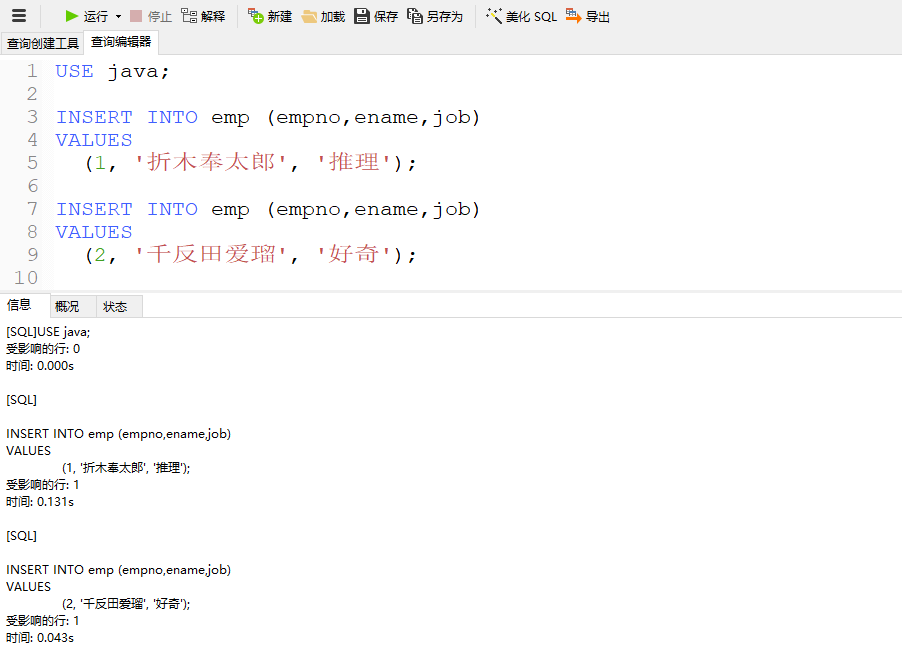 运行 停止 解释 新建 加载 保存 另存为 美化 SQL 导出
查询创建工具 查询编辑器
1 USE java;
2
3 INSERT INTO emp (empno,ename,job)
4 VALUES
5 (1, '折木奉太郎', '推理');
6
7 INSERT INTO emp (empno,ename,job)
8 VALUES
9 (2, '千反田爱瑠', '好奇');
10
信息 概况 状态
[SQL]USE java;
受影响的行: 0
时间: 0.000s
[SQL]
INSERT INTO emp (empno,ename,job)
VALUES
(1, '折木奉太郎', '推理');
受影响的行: 1
时间: 0.131s
[SQL]
INSERT INTO emp (empno,ename,job)
VALUES
(2, '千反田爱瑠', '好奇');
受影响的行: 1
时间: 0.043s